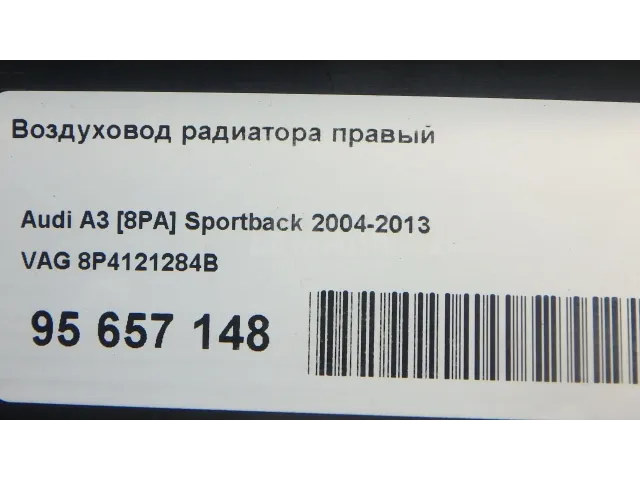 Воздуховод радиатора правый
Audi A3 [8PA] Sportback 2004-2013
VAG 8P4121284B
95 657 148